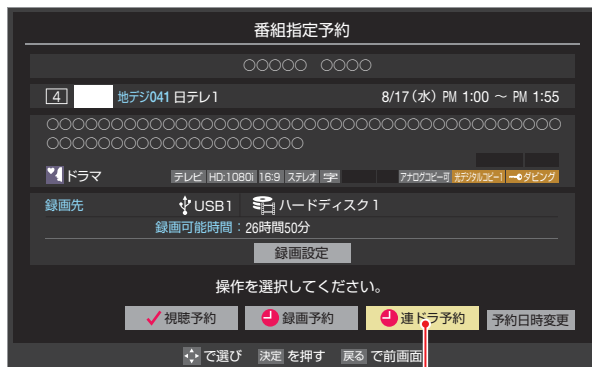 番組指定予約
○○○○○ ○○○○
4 地デジ041 日テレ1 8/17(水) PM 1:00 ～ PM 1:55
○○○○○○○○○○○○○○○○○○○○○○○○○○○○○○
○○○○○○○○○○○○○○○
ドラマ テレビ HD:1080i 16:9 ステレオ 字 アナログコピー可 光デジタルコピー1 ダビング
録画先 USB1 ハードディスク1
録画可能時間：26時間50分
録画設定
操作を選択してください。
視聴予約 録画予約 連ドラ予約 予約日時変更
で選び 決定 を押す 戻る で前画面